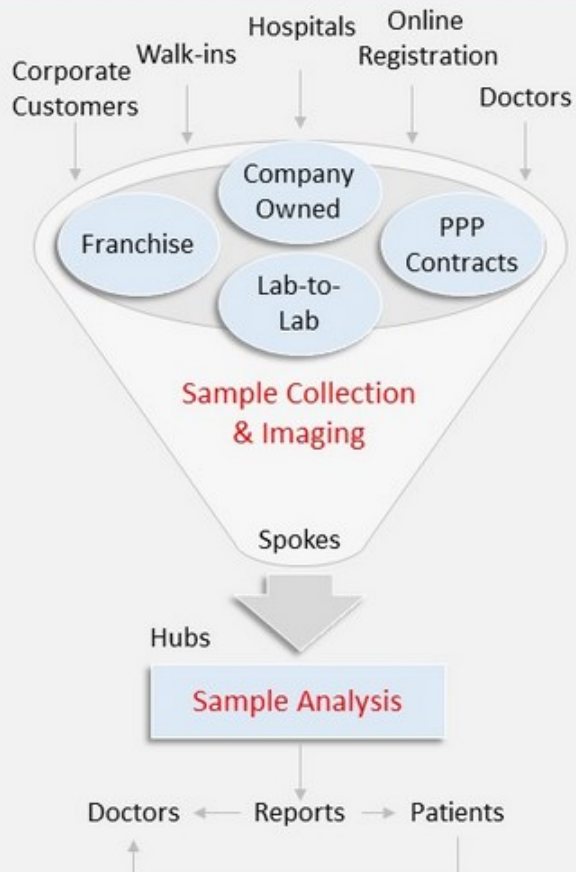 Hospitals
Online
Registration
Walk-ins
Corporate
Customers
Doctors
Company
Owned
Franchise
PPP
Contracts
Lab-to-
Lab
Sample Collection
& Imaging
Spokes
Hubs
Sample Analysis
Doctors
Reports
Patients